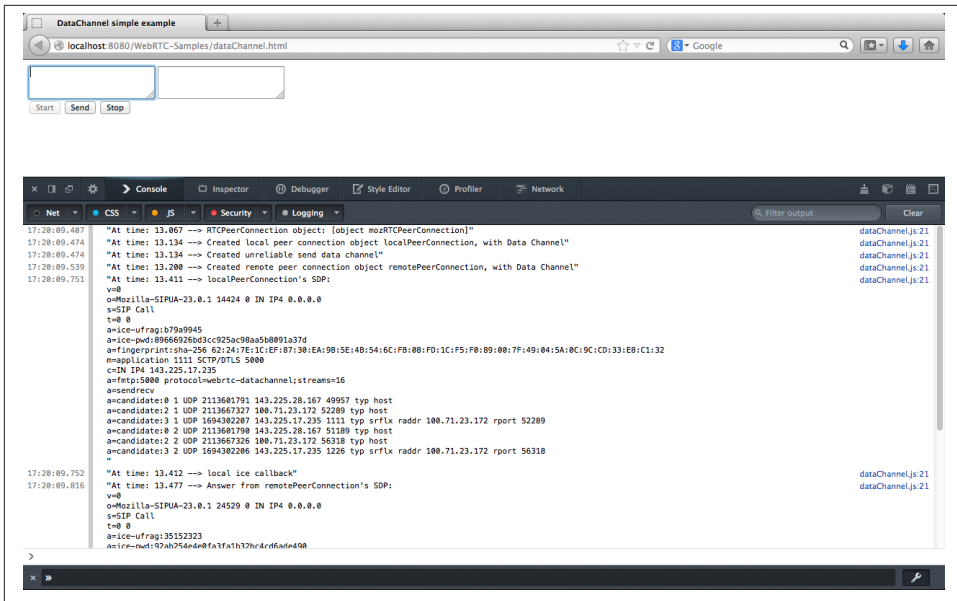 DataChannel simple example
localhost:8080/WebRTC-Samples/dataChannel.html
Google
Start Send Stop
Console Inspector Debugger Style Editor Profiler Network
Net CSS JS Security Logging Filter output Clear
17:20:09.407 "At time: 13.067 --> RTCPeerConnection object: [object mozRTCPeerConnection]" dataChannel.js:21
17:20:09.474 "At time: 13.134 --> Created local peer connection object localPeerConnection, with Data Channel" dataChannel.js:21
17:20:09.474 "At time: 13.134 --> Created unreliable send data channel" dataChannel.js:21
17:20:09.539 "At time: 13.200 --> Created remote peer connection object remotePeerConnection, with Data Channel" dataChannel.js:21
17:20:09.751 "At time: 13.411 --> localPeerConnection's SDP: dataChannel.js:21
v=0
o=Mozilla-SIPUA-23.0.1 14424 0 IN IP4 0.0.0.0
s=SIP Call
t=0 0
a=ice-ufrag:b79a9945
a=ice-pwd:89666926bd3cc925ac98aa5b8091a37d
a=fingerprint:sha-256 62:24:7E:1C:EF:87:30:EA:9B:5E:4B:54:6C:FB:08:FD:1C:F5:F0:89:00:7F:49:04:5A:0C:9C:CD:33:E8:C1:32
m=application 1111 SCTP/DTLS 5000
c=IN IP4 143.225.17.235
a=fmtp:5000 protocol=webrtc-datachannel;streams=16
a=sendrecv
a=candidate:0 1 UDP 2113601791 143.225.28.167 49957 typ host
a=candidate:2 1 UDP 2113667327 100.71.23.172 52289 typ host
a=candidate:3 1 UDP 1694302207 143.225.17.235 1111 typ srflx raddr 100.71.23.172 rport 52289
a=candidate:0 2 UDP 2113601790 143.225.28.167 51189 typ host
a=candidate:2 2 UDP 2113667326 100.71.23.172 56318 typ host
a=candidate:3 2 UDP 1694302206 143.225.17.235 1226 typ srflx raddr 100.71.23.172 rport 56318
"
17:20:09.752 "At time: 13.412 --> local ice callback" dataChannel.js:21
17:20:09.816 "At time: 13.477 --> Answer from remotePeerConnection's SDP: dataChannel.js:21
v=0
o=Mozilla-SIPUA-23.0.1 24529 0 IN IP4 0.0.0.0
s=SIP Call
t=0 0
a=ice-ufrag:35152323
a=ice-pwd:92ab254e4e0fa3fa1b32bc4cd6ade490